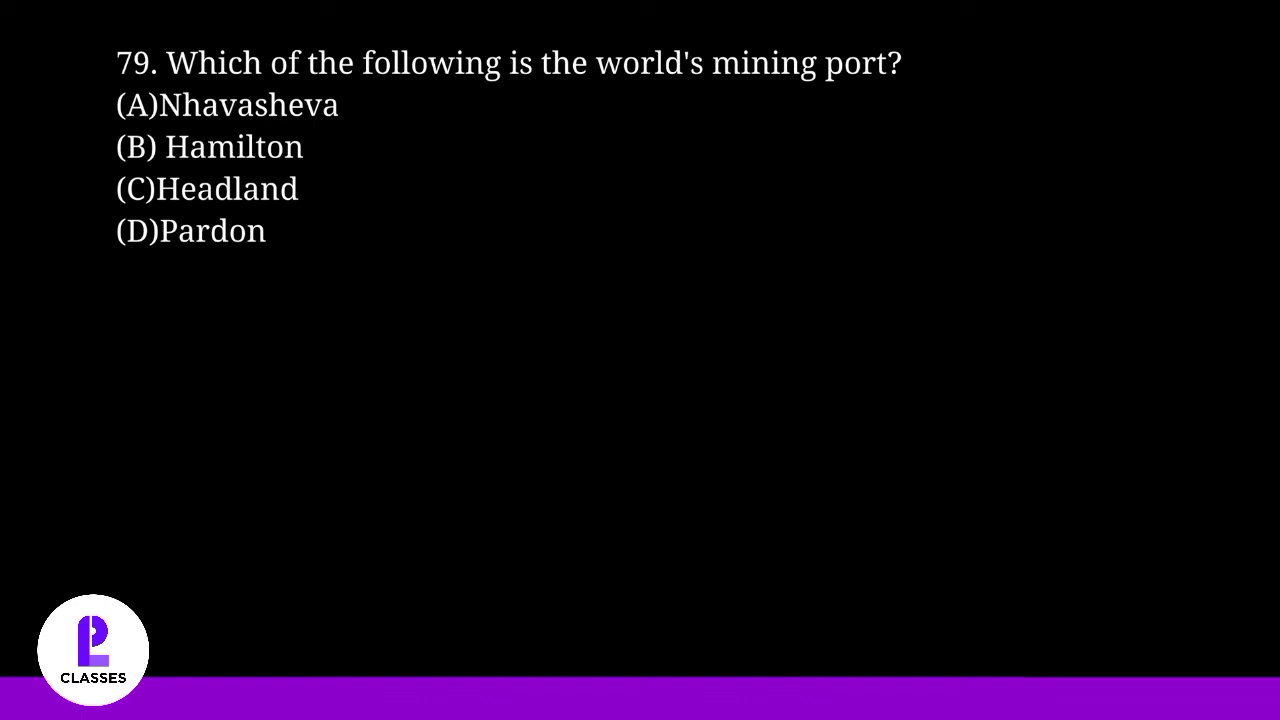 79. Which of the following is the world's mining port?
(A)Nhavasheva
(B) Hamilton
(C)Headland
(D)Pardon
CLASSES